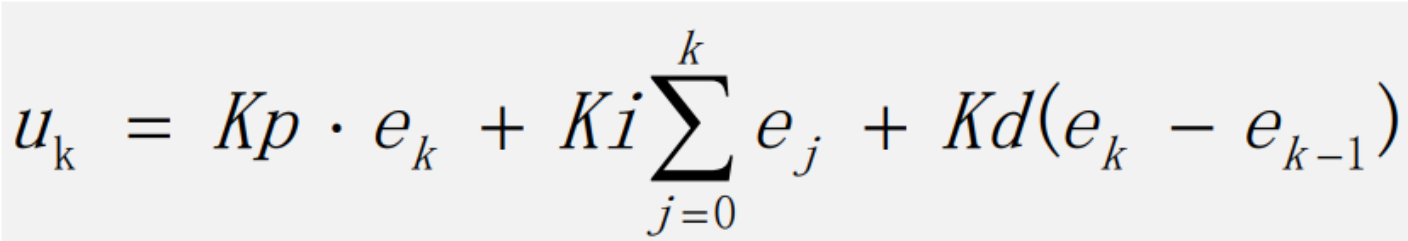 u_k = Kp · e_k + Ki ∑_{j=0}^{k} e_j + Kd(e_k − e_{k−1})